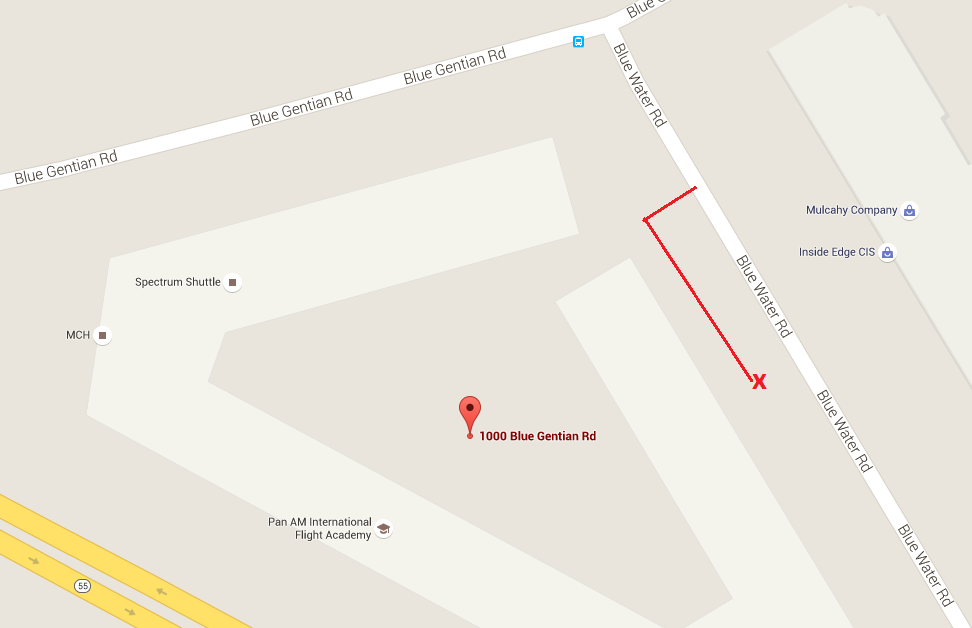 Blue G
Blue Gentian Rd
Blue Gentian Rd
Blue Gentian Rd
Blue Water Rd
Mulcahy Company
Inside Edge CIS
Blue Water Rd
Spectrum Shuttle
MCH
X
Blue Water Rd
1000 Blue Gentian Rd
Pan AM International
Flight Academy
Blue Water Rd
55